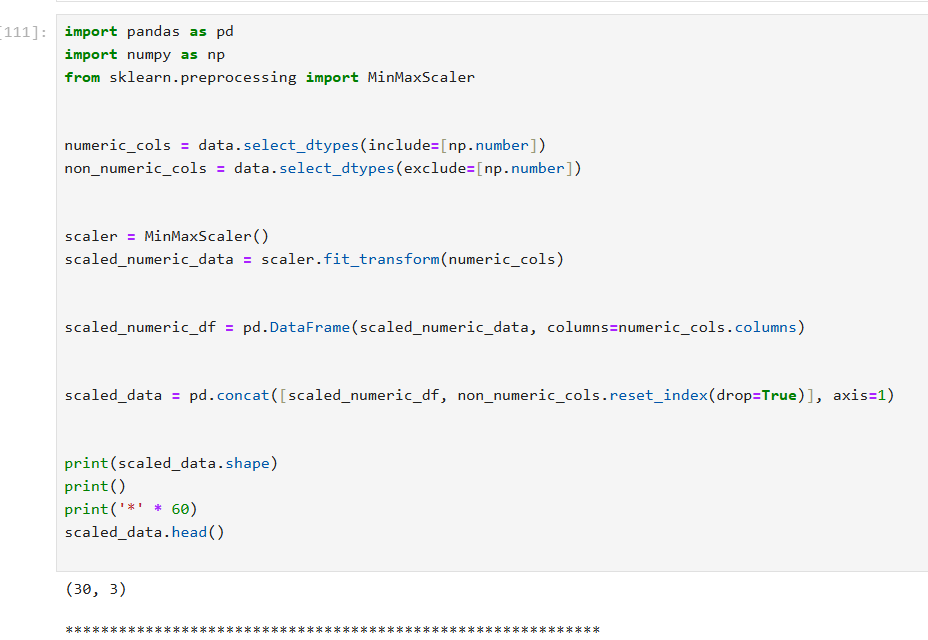 [111]:
import pandas as pd
import numpy as np
from sklearn.preprocessing import MinMaxScaler
numeric_cols = data.select_dtypes(include=[np.number])
non_numeric_cols = data.select_dtypes(exclude=[np.number])
scaler = MinMaxScaler()
scaled_numeric_data = scaler.fit_transform(numeric_cols)
scaled_numeric_df = pd.DataFrame(scaled_numeric_data, columns=numeric_cols.columns)
scaled_data = pd.concat([scaled_numeric_df, non_numeric_cols.reset_index(drop=True)], axis=1)
print(scaled_data.shape)
print()
print('*' * 60)
scaled_data.head()
(30, 3)
************************************************************